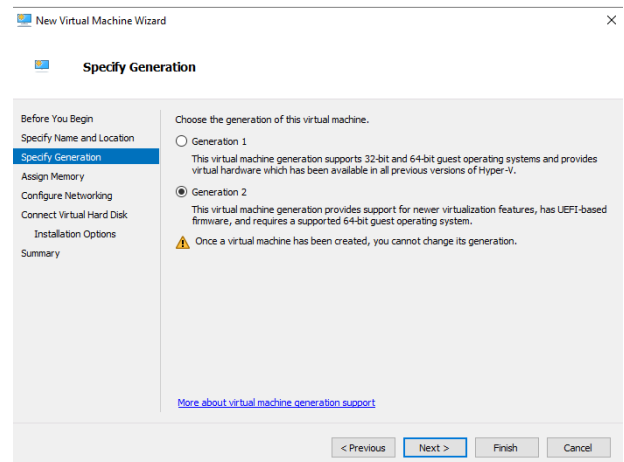 New Virtual Machine Wizard
Specify Generation
Before You Begin
Specify Name and Location
Specify Generation
Assign Memory
Configure Networking
Connect Virtual Hard Disk
Installation Options
Summary
Choose the generation of this virtual machine.
Generation 1
This virtual machine generation supports 32-bit and 64-bit guest operating systems and provides
virtual hardware which has been available in all previous versions of Hyper-V.
Generation 2
This virtual machine generation provides support for newer virtualization features, has UEFI-based
firmware, and requires a supported 64-bit guest operating system.
Once a virtual machine has been created, you cannot change its generation.
More about virtual machine generation support
< Previous
Next >
Finish
Cancel